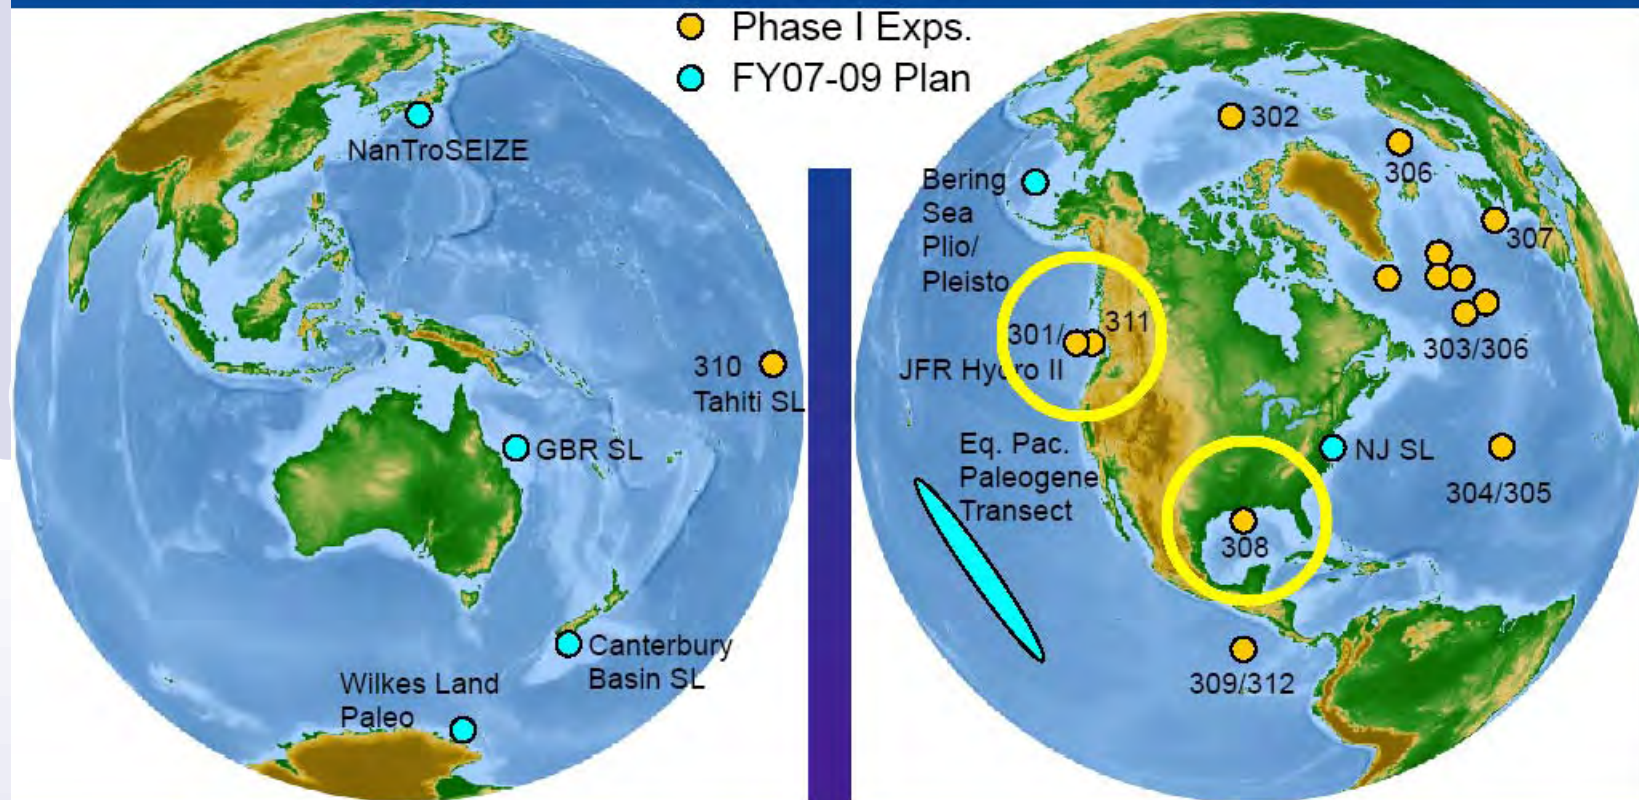 Phase I Exps.
FY07-09 Plan
NanTroSEIZE
310
Tahiti SL
GBR SL
Canterbury
Basin SL
Wilkes Land
Paleo
302
306
307
Bering
Sea
Plio/
Pleisto
301/
311
JFR Hydro II
303/306
Eq. Pac.
Paleogene
Transect
NJ SL
304/305
308
309/312